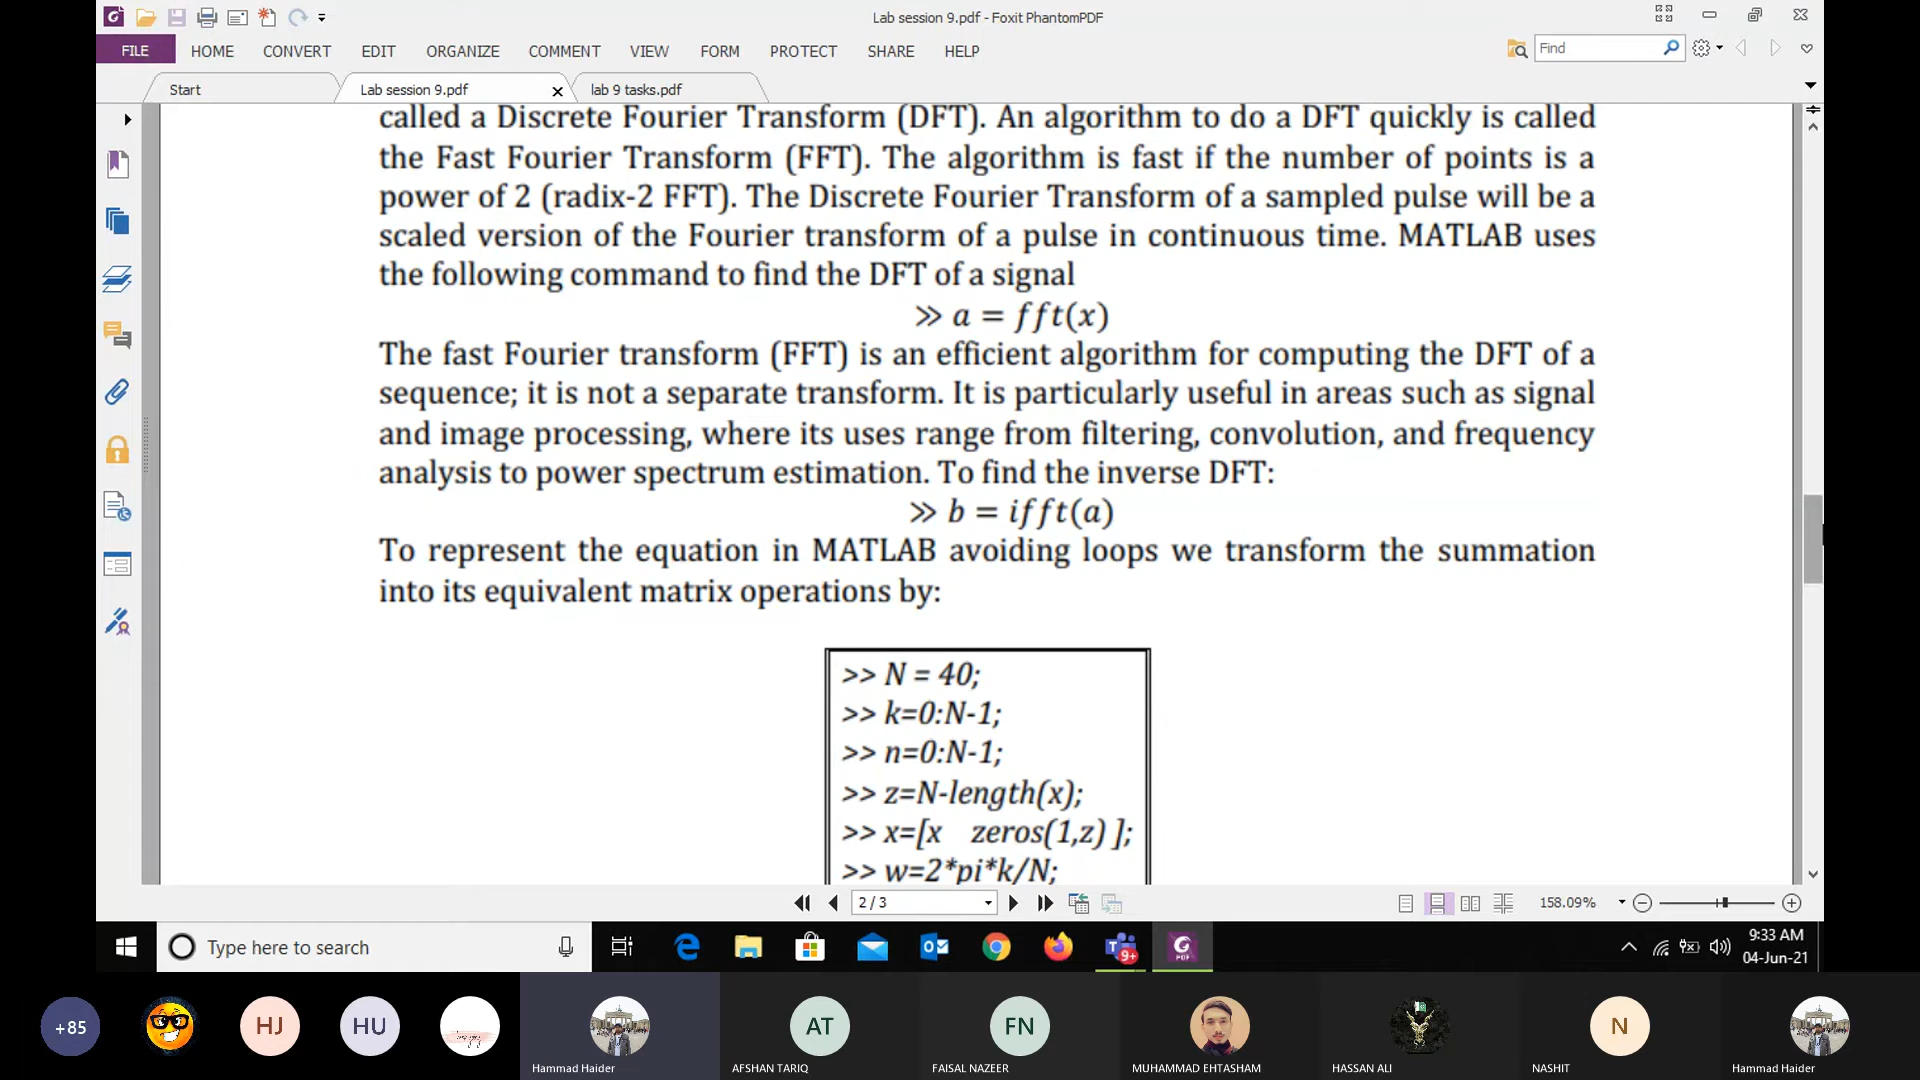 Lab session 9.pdf - Foxit PhantomPDF
FILE HOME CONVERT EDIT ORGANIZE COMMENT VIEW FORM PROTECT SHARE HELP Find
Start Lab session 9.pdf lab 9 tasks.pdf
called a Discrete Fourier Transform (DFT). An algorithm to do a DFT quickly is called
the Fast Fourier Transform (FFT). The algorithm is fast if the number of points is a
power of 2 (radix-2 FFT). The Discrete Fourier Transform of a sampled pulse will be a
scaled version of the Fourier transform of a pulse in continuous time. MATLAB uses
the following command to find the DFT of a signal
≫ a = fft(x)
The fast Fourier transform (FFT) is an efficient algorithm for computing the DFT of a
sequence; it is not a separate transform. It is particularly useful in areas such as signal
and image processing, where its uses range from filtering, convolution, and frequency
analysis to power spectrum estimation. To find the inverse DFT:
≫ b = ifft(a)
To represent the equation in MATLAB avoiding loops we transform the summation
into its equivalent matrix operations by:
>> N = 40;
>> k=0:N-1;
>> n=0:N-1;
>> z=N-length(x);
>> x=[x zeros(1,z) ];
>> w=2*pi*k/N;
2 / 3 158.09%
Type here to search 9+ PDF 9:33 AM
04-Jun-21
+85 HJ HU AT FN N
Hammad Haider AFSHAN TARIQ FAISAL NAZEER MUHAMMAD EHTASHAM HASSAN ALI NASHIT Hammad Haider